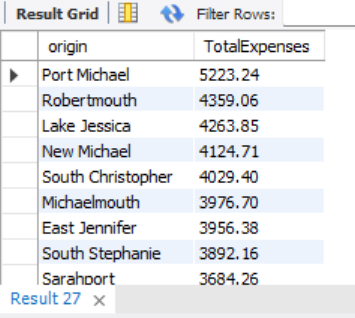 Result Grid Filter Rows:
origin TotalExpenses
Port Michael 5223.24
Robertmouth 4359.06
Lake Jessica 4263.85
New Michael 4124.71
South Christopher 4029.40
Michaelmouth 3976.70
East Jennifer 3956.38
South Stephanie 3892.16
Sarahport 3684.26
Result 27 ×